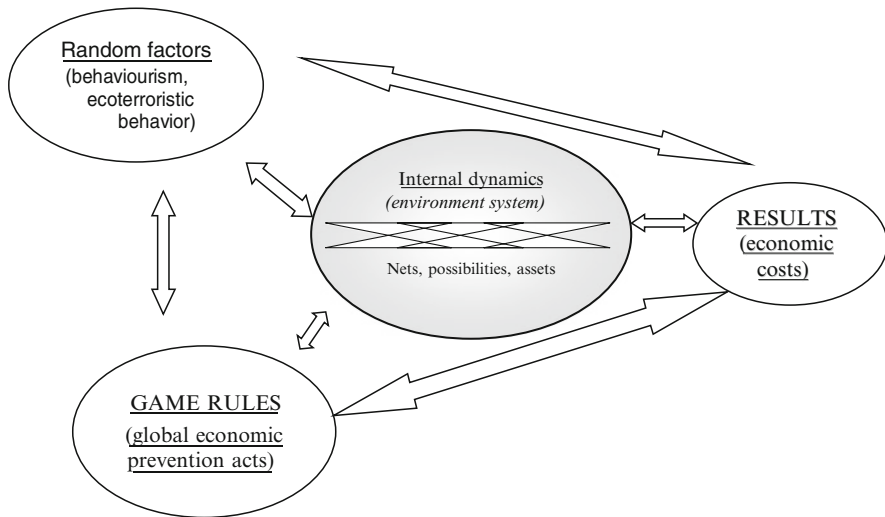 Random factors
(behaviourism,
ecoterroristic
behavior)
Internal dynamics
(environment system)
Nets, possibilities, assets
RESULTS
(economic
costs)
GAME RULES
(global economic
prevention acts)